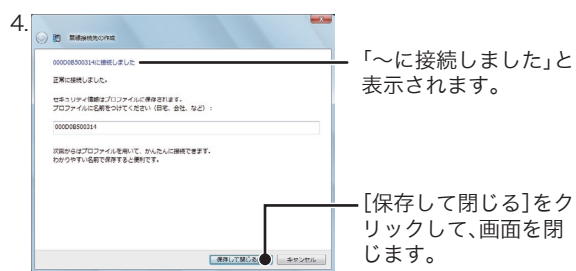 4.
無線接続先の作成
000D0B500314に接続しました
正常に接続しました。
セキュリティ情報はプロファイルに保存されます。
プロファイルに名前をつけてください（自宅、会社、など）：
000D0B500314
次回からはプロファイルを用いて、かんたんに接続できます。
わかりやすい名前で保存すると便利です。
保存して閉じる
キャンセル
「～に接続しました」と
表示されます。
［保存して閉じる］をク
リックして、画面を閉
じます。